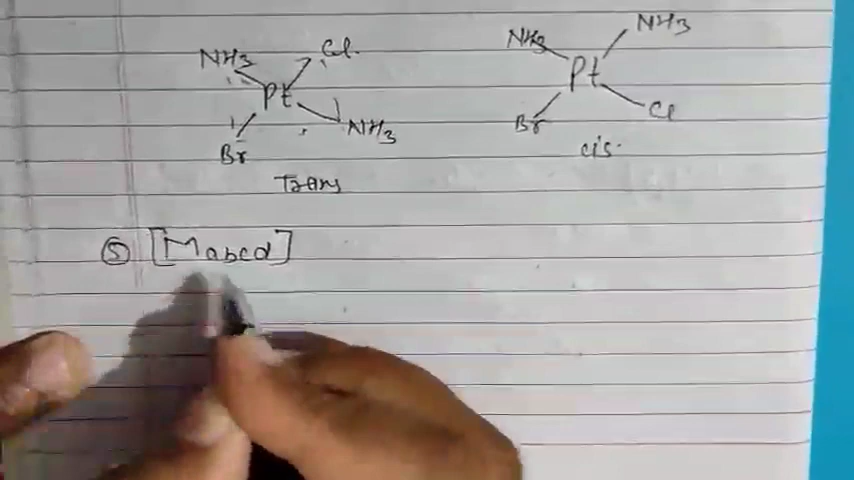 NH3 Cl. NH3 NH3
Pt Pt
Br NH3 Br Cl
Trans cis.
⑤ [Mabcd]